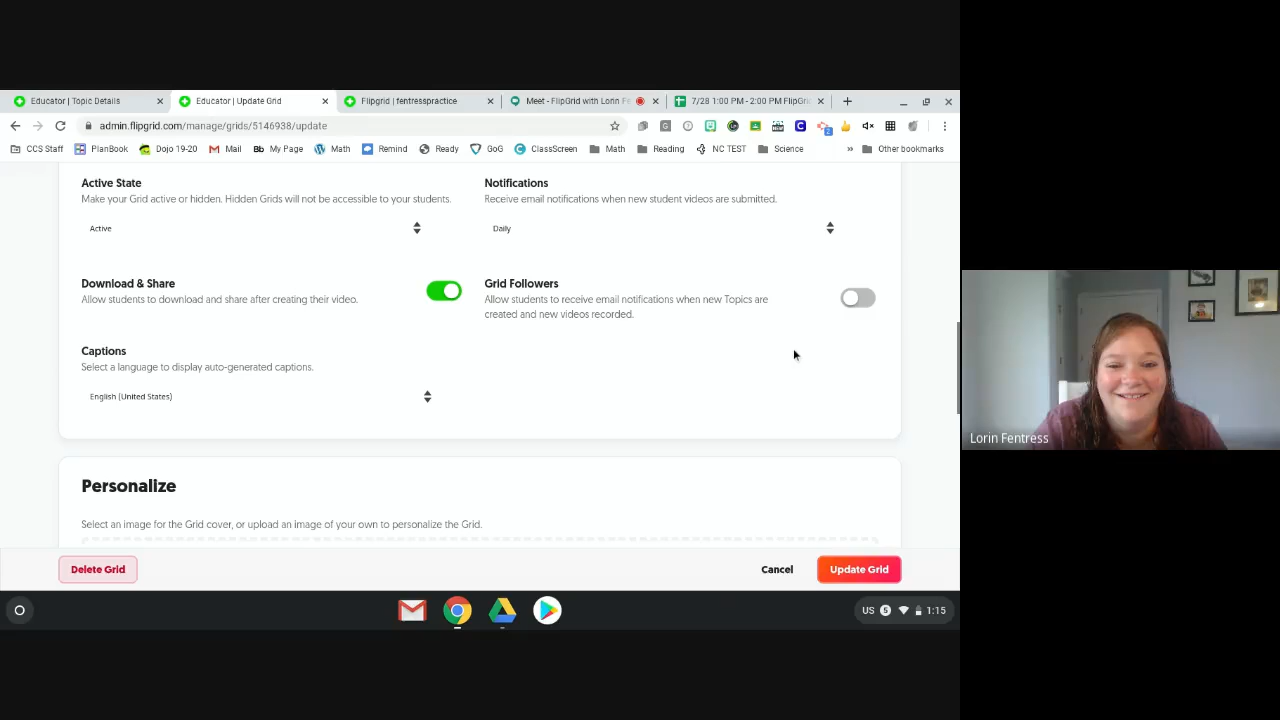 Educator | Topic Details
Educator | Update Grid
Flipgrid | fentresspractice
Meet - FlipGrid with Lorin Fe
7/28 1:00 PM - 2:00 PM FlipGri
admin.flipgrid.com/manage/grids/5146938/update
CCS Staff
PlanBook
Dojo 19-20
Mail
Bb My Page
Math
Remind
Ready
GoG
ClassScreen
Math
Reading
NC TEST
Science
»
Other bookmarks
Active State
Make your Grid active or hidden. Hidden Grids will not be accessible to your students.
Active
Notifications
Receive email notifications when new student videos are submitted.
Daily
Download & Share
Allow students to download and share after creating their video.
Grid Followers
Allow students to receive email notifications when new Topics are
created and new videos recorded.
Captions
Select a language to display auto-generated captions.
English (United States)
Personalize
Select an image for the Grid cover, or upload an image of your own to personalize the Grid.
Delete Grid
Cancel
Update Grid
US 5 1:15
Lorin Fentress